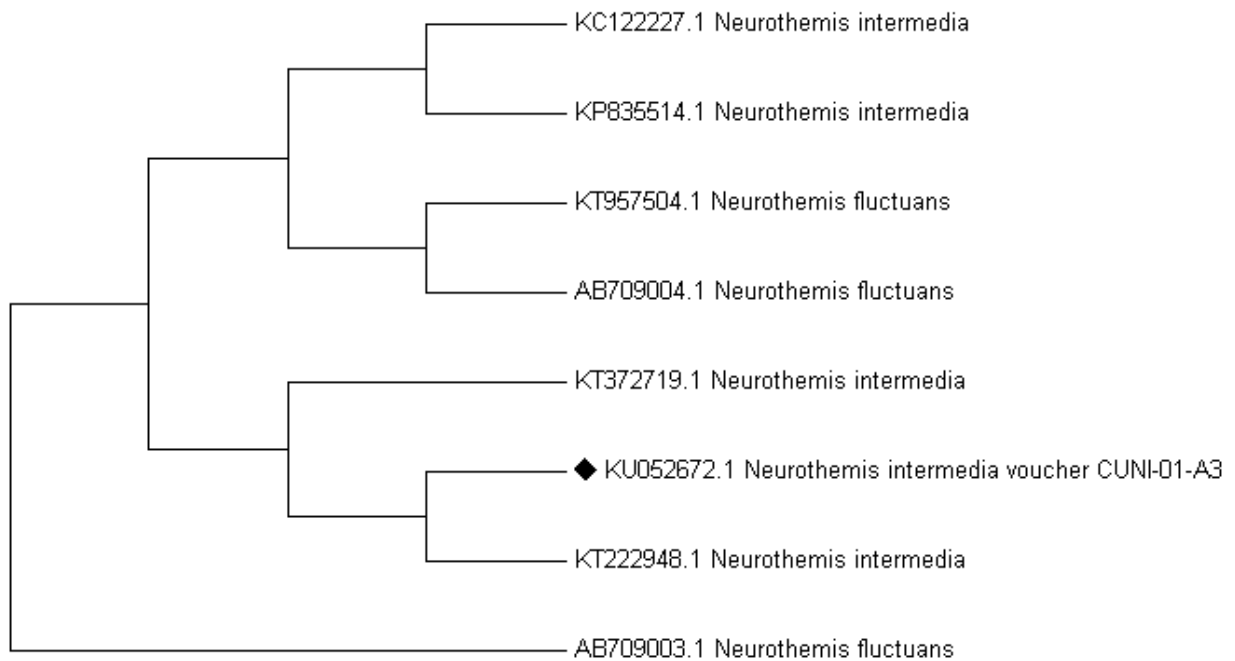 KC122227.1 Neurothemis intermedia
KP835514.1 Neurothemis intermedia
KT957504.1 Neurothemis fluctuans
AB709004.1 Neurothemis fluctuans
KT372719.1 Neurothemis intermedia
KU052672.1 Neurothemis intermedia voucher CUNI-01-A3
KT222948.1 Neurothemis intermedia
AB709003.1 Neurothemis fluctuans